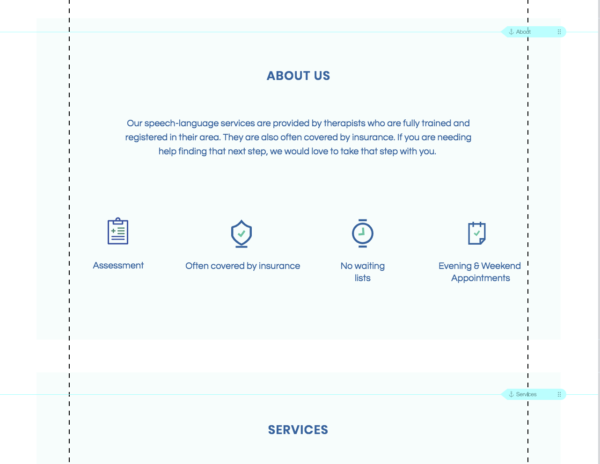 About
ABOUT US
Our speech-language services are provided by therapists who are fully trained and
registered in their area. They are also often covered by insurance. If you are needing
help finding that next step, we would love to take that step with you.
Assessment
Often covered by insurance
No waiting
lists
Evening & Weekend
Appointments
Services
SERVICES